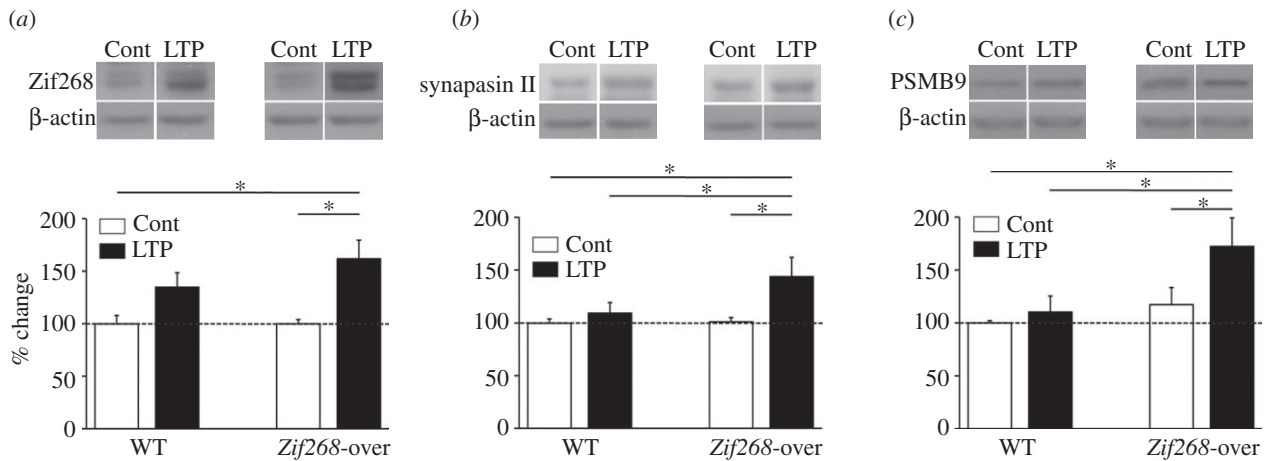 (a)
Cont LTP Cont LTP
Zif268
β-actin
*
*
200
150
100
50
0
% change
Cont
LTP
WT Zif268-over
(b)
Cont LTP Cont LTP
synapasin II
β-actin
*
*
*
200
150
100
50
0
Cont
LTP
WT Zif268-over
(c)
Cont LTP Cont LTP
PSMB9
β-actin
*
*
*
200
150
100
50
0
Cont
LTP
WT Zif268-over